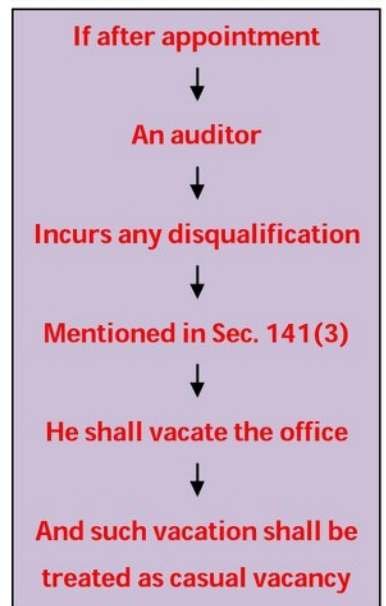 If after appointment
An auditor
Incurs any disqualification
Mentioned in Sec. 141(3)
He shall vacate the office
And such vacation shall be
treated as casual vacancy